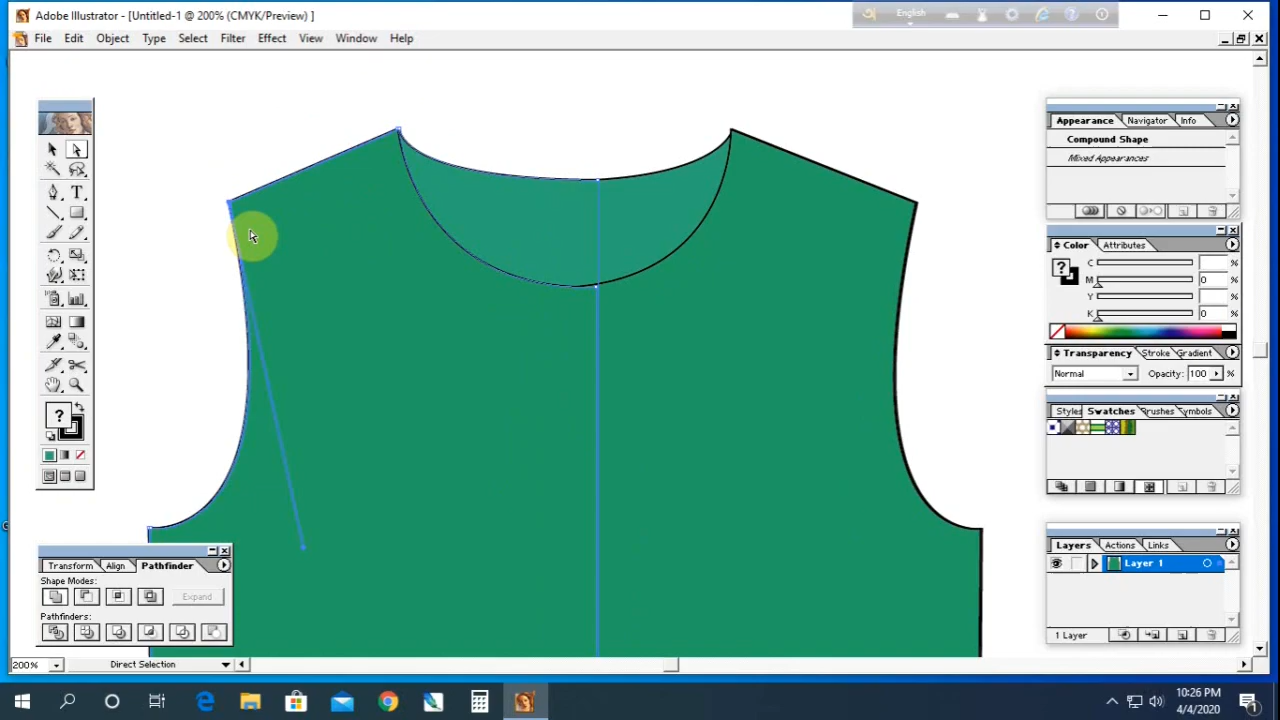 Adobe Illustrator - [Untitled-1 @ 200% (CMYK/Preview) ]
English
File Edit Object Type Select Filter Effect View Window Help
Appearance Navigator Info
Compound Shape
Mixed Appearances
Color Attributes
? C %
M 0 %
Y %
K 0 %
Transparency Stroke Gradient
Normal Opacity: 100 %
Styles Swatches Brushes Symbols
?
Layers Actions Links
Layer 1
1 Layer
Transform Align Pathfinder
Shape Modes:
Expand
Pathfinders:
200% Direct Selection
10:26 PM
4/4/2020